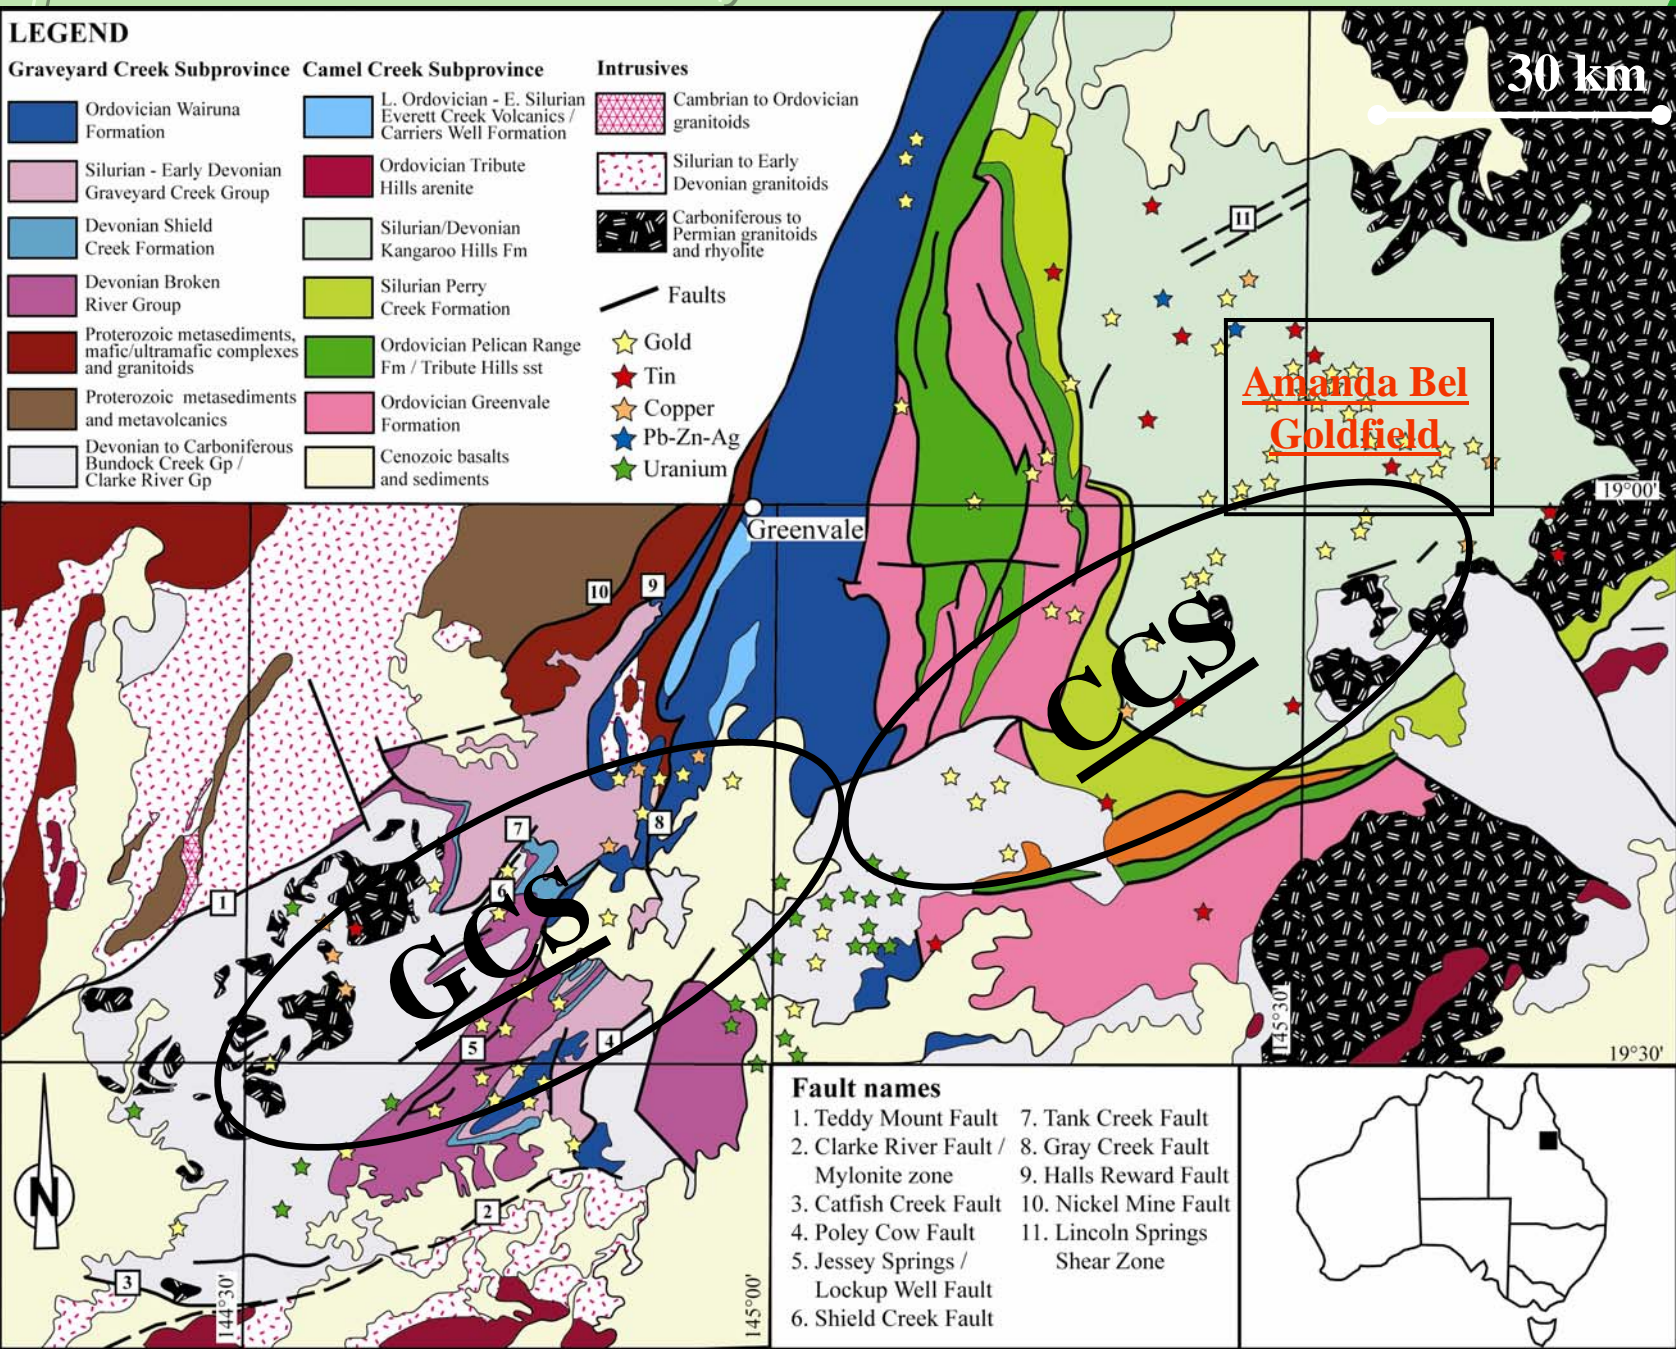 LEGEND
Graveyard Creek Subprovince
Ordovician Wairuna
Formation
Silurian - Early Devonian
Graveyard Creek Group
Devonian Shield
Creek Formation
Devonian Broken
River Group
Proterozoic metasediments,
mafic/ultramafic complexes
and granitoids
Proterozoic metasediments
and metavolcanics
Devonian to Carboniferous
Bundock Creek Gp /
Clarke River Gp
Camel Creek Subprovince
L. Ordovician - E. Silurian
Everett Creek Volcanics /
Carriers Well Formation
Ordovician Tribute
Hills arenite
Silurian/Devonian
Kangaroo Hills Fm
Silurian Perry
Creek Formation
Ordovician Pelican Range
Fm / Tribute Hills sst
Ordovician Greenvale
Formation
Cenozoic basalts
and sediments
Intrusives
Cambrian to Ordovician
granitoids
Silurian to Early
Devonian granitoids
Carboniferous to
Permian granitoids
and rhyolite
Faults
Gold
Tin
Copper
Pb-Zn-Ag
Uranium
30 km
11
Amanda Bel
Goldfield
19°00'
Greenvale
10
9
CCS
7
8
6
1
GCS
5
4
145°30'
19°30'
N
2
3
144°30'
145°00'
Fault names
1. Teddy Mount Fault
2. Clarke River Fault /
Mylonite zone
3. Catfish Creek Fault
4. Poley Cow Fault
5. Jessey Springs /
Lockup Well Fault
6. Shield Creek Fault
7. Tank Creek Fault
8. Gray Creek Fault
9. Halls Reward Fault
10. Nickel Mine Fault
11. Lincoln Springs
Shear Zone